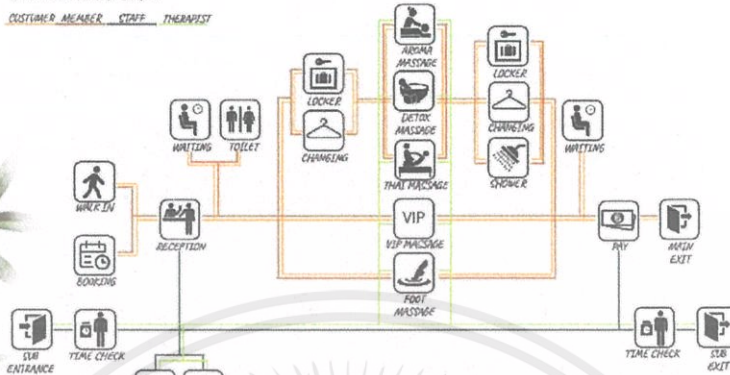 CUSTOMER MEMBER STAFF THERAPIST
AROMA
MASSAGE
LOCKER
LOCKER
DETOX
MASSAGE
CHANGING
WAITING
TOILET
CHANGING
WAITING
THAI MASSAGE
SHOWER
WALK IN
VIP
RECEPTION
VIP MASSAGE
PAY
MAIN
EXIT
BOOKING
FOOT
MASSAGE
SUB
ENTRANCE
TIME CHECK
TIME CHECK
SUB
EXIT